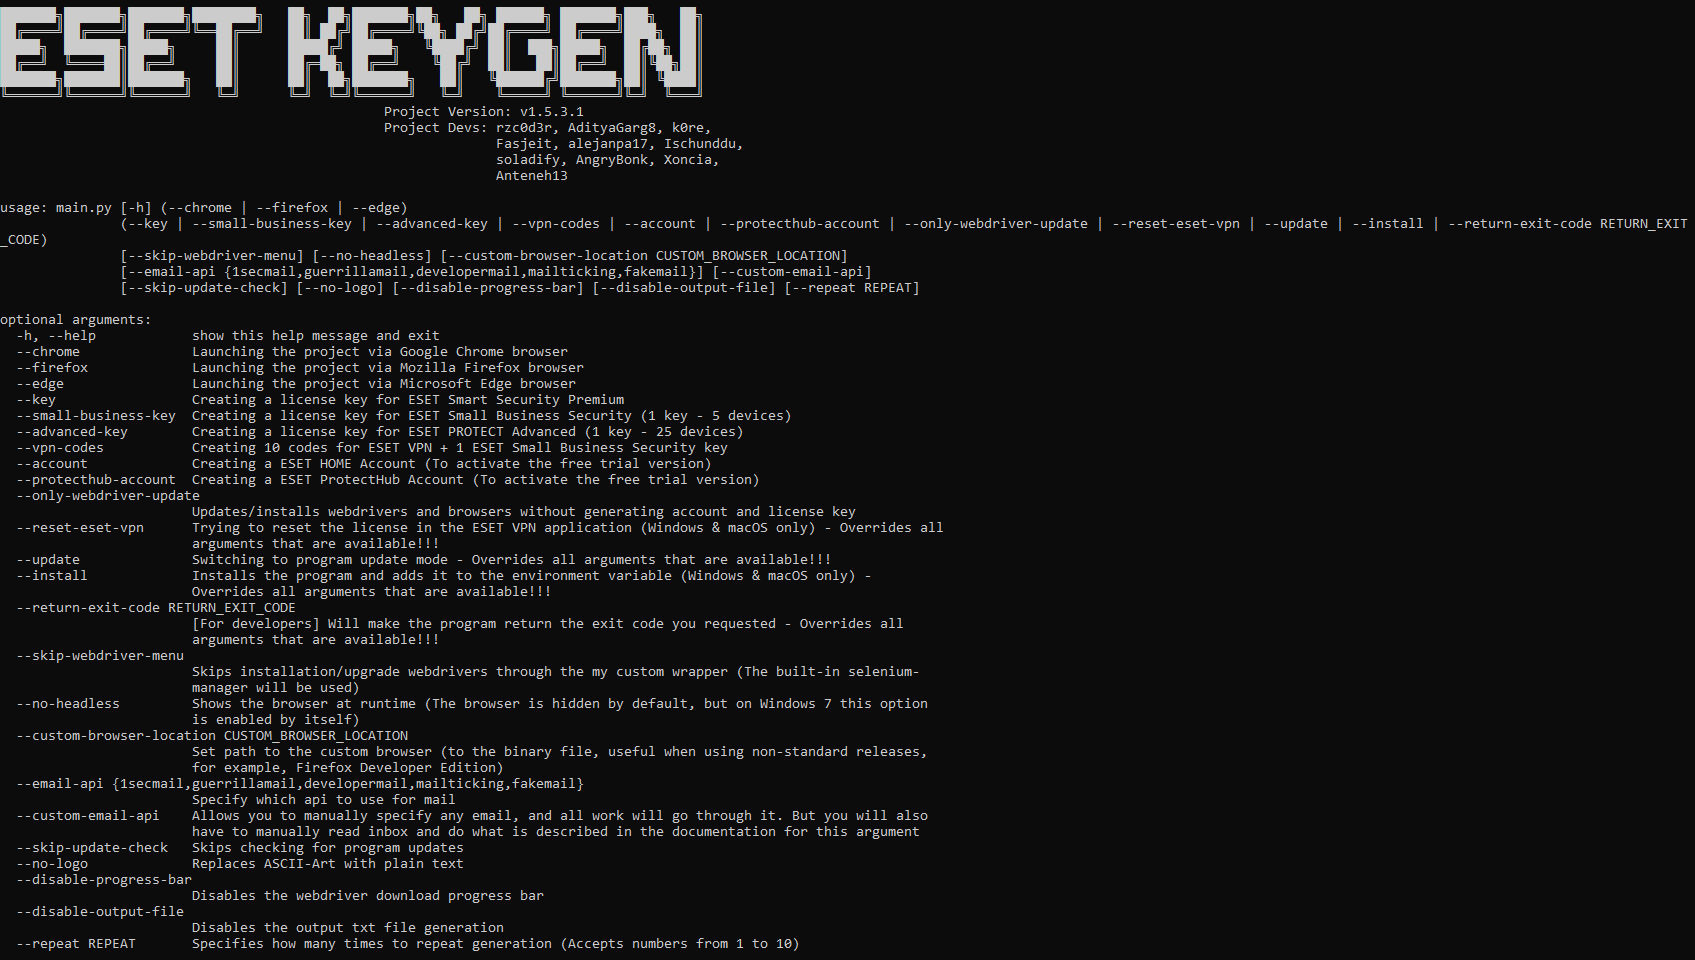 ESET KEYGEN
Project Version: v1.5.3.1
Project Devs: rzc0d3r, AdityaGarg8, k0re,
Fasjeit, alejanpa17, Ischunddu,
soladify, AngryBonk, Xoncia,
Anteneh13
usage: main.py [-h] (--chrome | --firefox | --edge)
(--key | --small-business-key | --advanced-key | --vpn-codes | --account | --protecthub-account | --only-webdriver-update | --reset-eset-vpn | --update | --install | --return-exit-code RETURN_EXIT
_CODE)
[--skip-webdriver-menu] [--no-headless] [--custom-browser-location CUSTOM_BROWSER_LOCATION]
[--email-api {1secmail,guerrillamail,developermail,mailticking,fakemail}] [--custom-email-api]
[--skip-update-check] [--no-logo] [--disable-progress-bar] [--disable-output-file] [--repeat REPEAT]
optional arguments:
-h, --help show this help message and exit
--chrome Launching the project via Google Chrome browser
--firefox Launching the project via Mozilla Firefox browser
--edge Launching the project via Microsoft Edge browser
--key Creating a license key for ESET Smart Security Premium
--small-business-key Creating a license key for ESET Small Business Security (1 key - 5 devices)
--advanced-key Creating a license key for ESET PROTECT Advanced (1 key - 25 devices)
--vpn-codes Creating 10 codes for ESET VPN + 1 ESET Small Business Security key
--account Creating a ESET HOME Account (To activate the free trial version)
--protecthub-account Creating a ESET ProtectHub Account (To activate the free trial version)
--only-webdriver-update
Updates/installs webdrivers and browsers without generating account and license key
--reset-eset-vpn Trying to reset the license in the ESET VPN application (Windows & macOS only) - Overrides all
arguments that are available!!!
--update Switching to program update mode - Overrides all arguments that are available!!!
--install Installs the program and adds it to the environment variable (Windows & macOS only) -
Overrides all arguments that are available!!!
--return-exit-code RETURN_EXIT_CODE
[For developers] Will make the program return the exit code you requested - Overrides all
arguments that are available!!!
--skip-webdriver-menu
Skips installation/upgrade webdrivers through the my custom wrapper (The built-in selenium-
manager will be used)
--no-headless Shows the browser at runtime (The browser is hidden by default, but on Windows 7 this option
is enabled by itself)
--custom-browser-location CUSTOM_BROWSER_LOCATION
Set path to the custom browser (to the binary file, useful when using non-standard releases,
for example, Firefox Developer Edition)
--email-api {1secmail,guerrillamail,developermail,mailticking,fakemail}
Specify which api to use for mail
--custom-email-api Allows you to manually specify any email, and all work will go through it. But you will also
have to manually read inbox and do what is described in the documentation for this argument
--skip-update-check Skips checking for program updates
--no-logo Replaces ASCII-Art with plain text
--disable-progress-bar
Disables the webdriver download progress bar
--disable-output-file
Disables the output txt file generation
--repeat REPEAT Specifies how many times to repeat generation (Accepts numbers from 1 to 10)